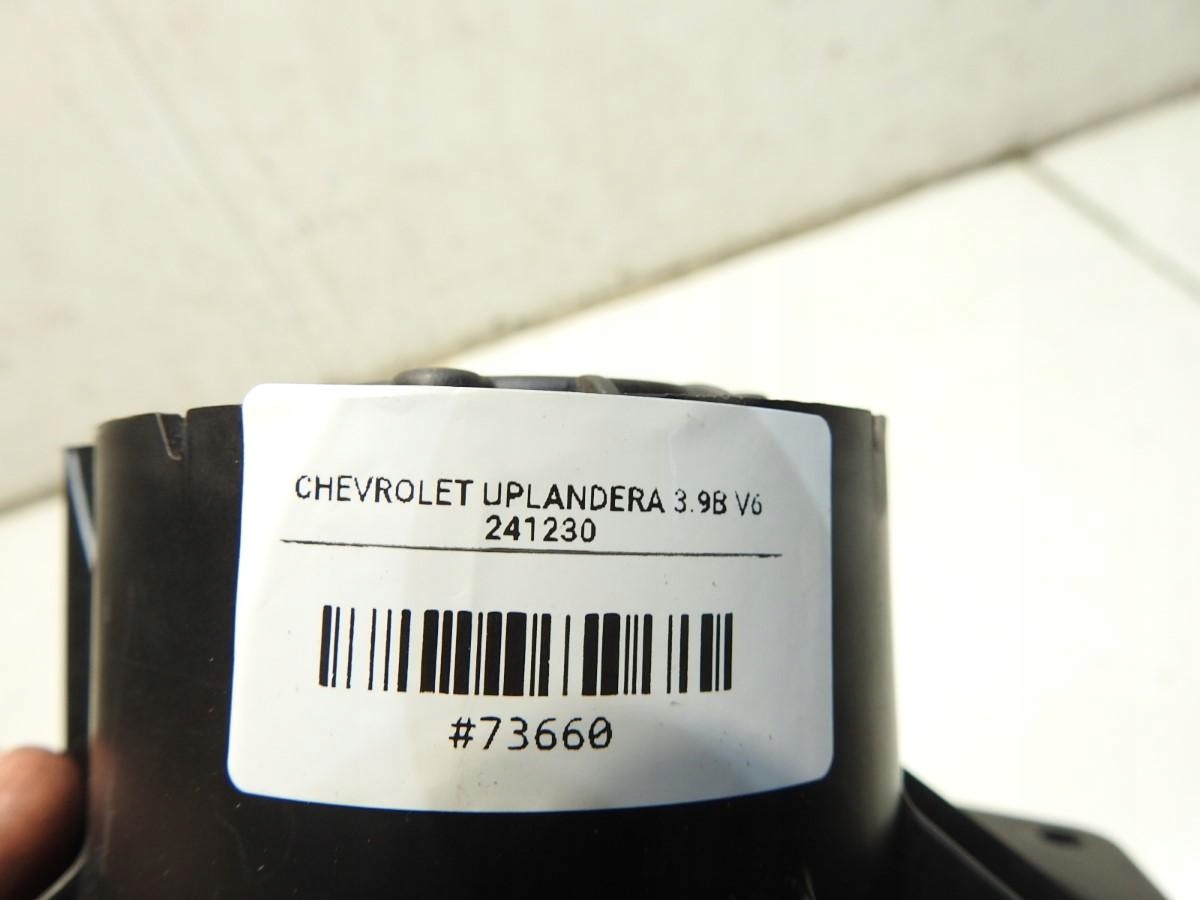 CHEVROLET UPLANDERA 3.9B V6
241230
#73660